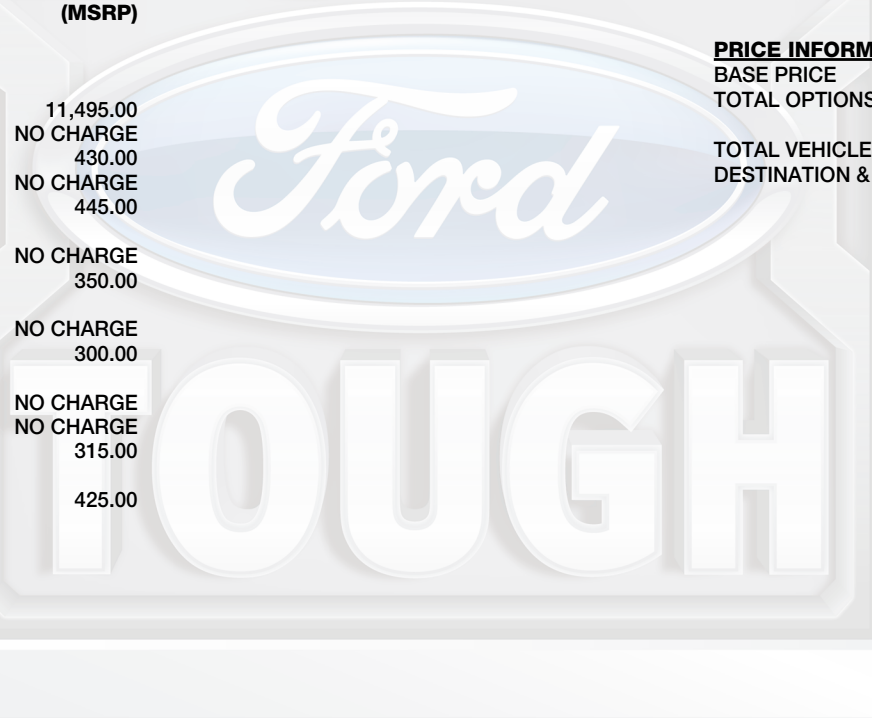 (MSRP)
11,495.00
NO CHARGE
430.00
NO CHARGE
445.00
NO CHARGE
350.00
NO CHARGE
300.00
NO CHARGE
NO CHARGE
315.00
425.00
PRICE INFORM
BASE PRICE
TOTAL OPTIONS
TOTAL VEHICLE
DESTINATION &
Ford
TOUGH